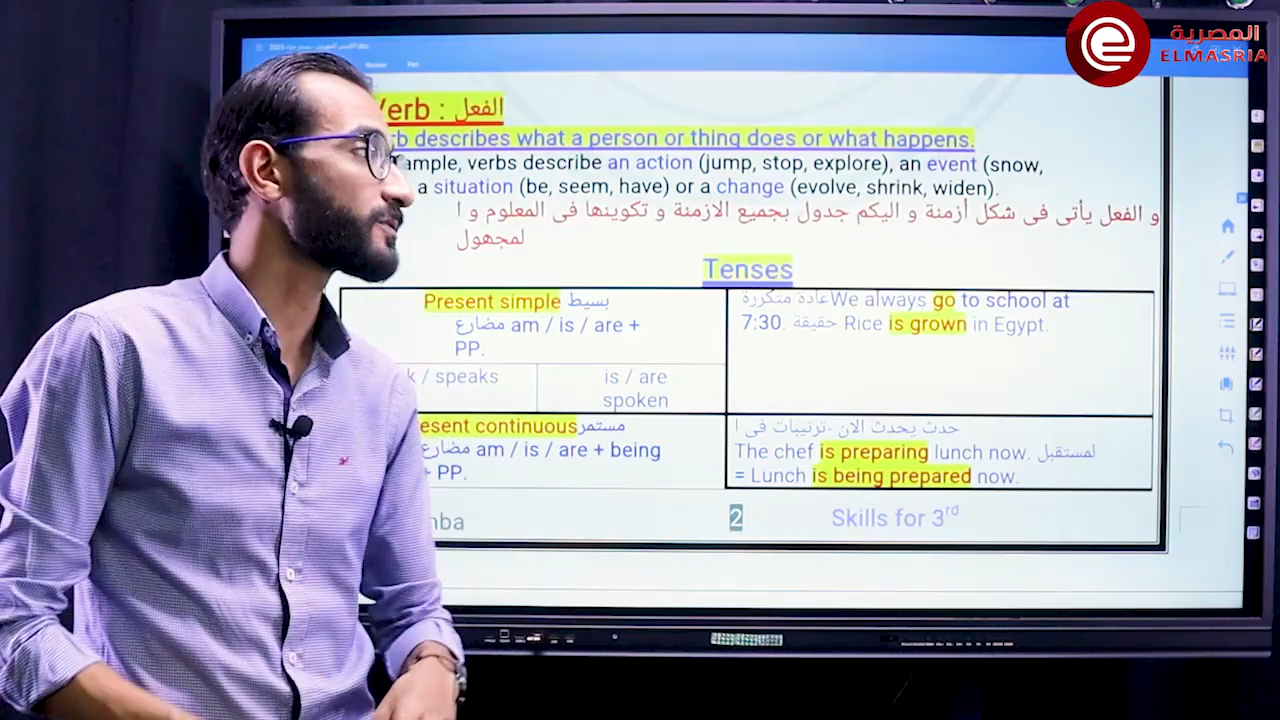 المصرية
ELMASRIA
Review Pen
Verb : الفعل
rb describes what a person or thing does or what happens.
ample, verbs describe an action (jump, stop, explore), an event (snow,
a situation (be, seem, have) or a change (evolve, shrink, widen).
و الفعل يأتى فى شكل أزمنة و اليكم جدول بجميع الازمنة و تكوينها فى المعلوم و ا
لمجهول
Tenses
Present simple بسيط
مضارع am / is / are +
PP.
k / speaks
is / are
spoken
عادة متكررة We always go to school at
7:30. حقيقة Rice is grown in Egypt.
esent continuous مستمر
مضارع am / is / are + being
+ PP.
حدث يحدث الان -ترتيبات فى ا
The chef is preparing lunch now. لمستقبل
= Lunch is being prepared now.
mba
2
Skills for 3rd